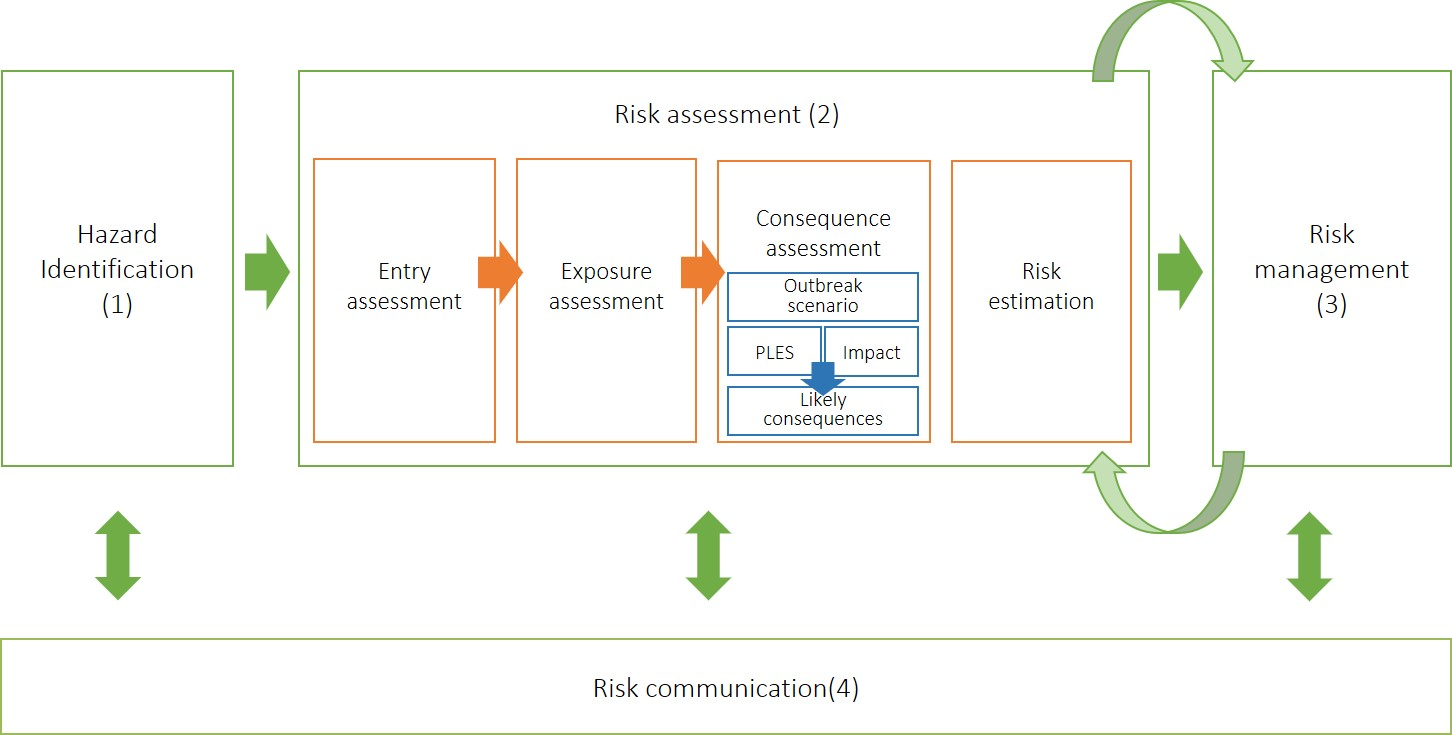 Risk assessment (2)
Hazard
Identification
(1)
Entry
assessment
Exposure
assessment
Consequence
assessment
Outbreak
scenario
PLES
Impact
Likely
consequences
Risk
estimation
Risk
management
(3)
Risk communication(4)